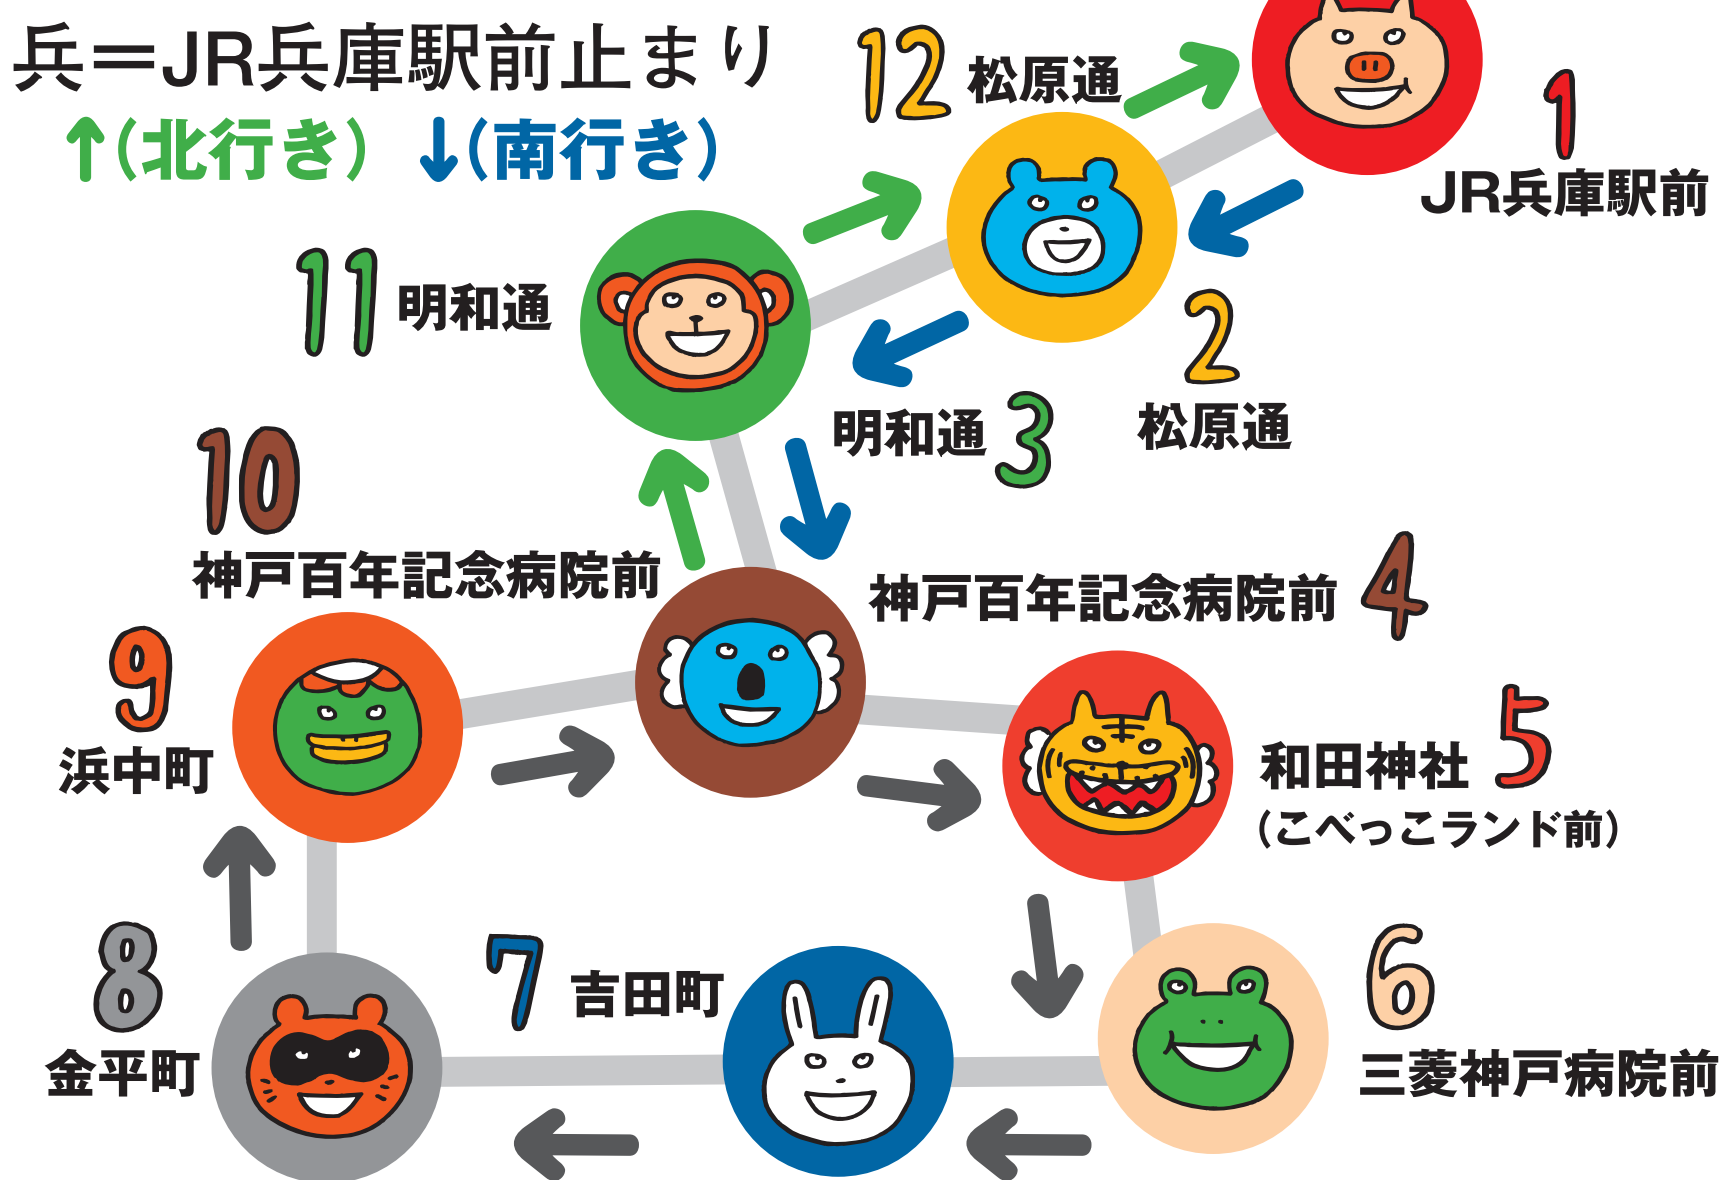 兵＝JR兵庫駅前止まり
↑(北行き) ↓(南行き)
1
JR兵庫駅前
12 松原通
2
松原通
11 明和通
明和通 3
10
神戸百年記念病院前
神戸百年記念病院前 4
9
浜中町
和田神社 5
(こべっこランド前)
8
金平町
7 吉田町
6
三菱神戸病院前